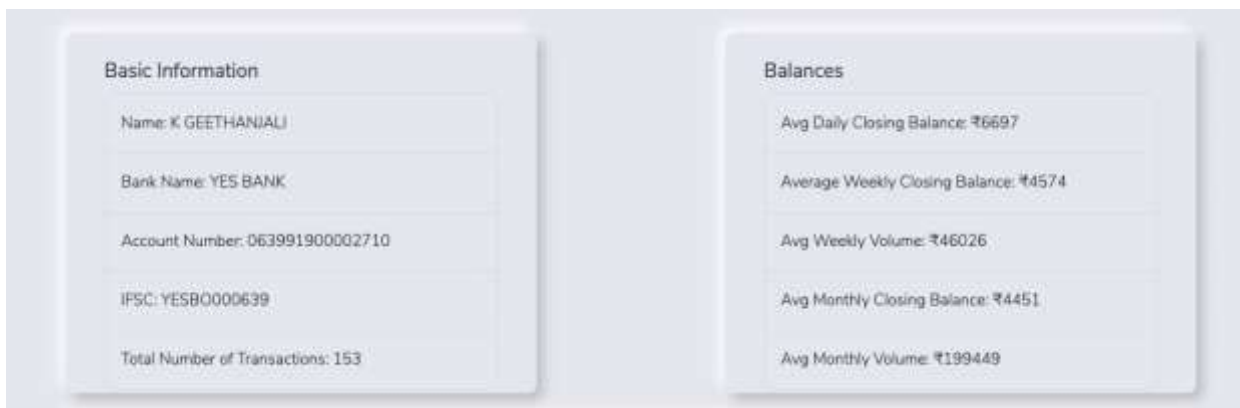 Basic Information
Name: K GEETHANJALI
Bank Name: YES BANK
Account Number: 063991900002710
IFSC: YESBO000639
Total Number of Transactions: 153
Balances
Avg Daily Closing Balance: ₹6697
Average Weekly Closing Balance: ₹4574
Avg Weekly Volume: ₹46026
Avg Monthly Closing Balance: ₹4451
Avg Monthly Volume: ₹199449